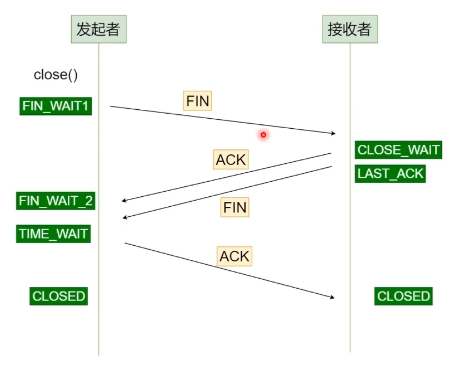 发起者
接收者
close()
FIN_WAIT1
FIN
CLOSE_WAIT
ACK
LAST_ACK
FIN_WAIT_2
FIN
TIME_WAIT
ACK
CLOSED
CLOSED